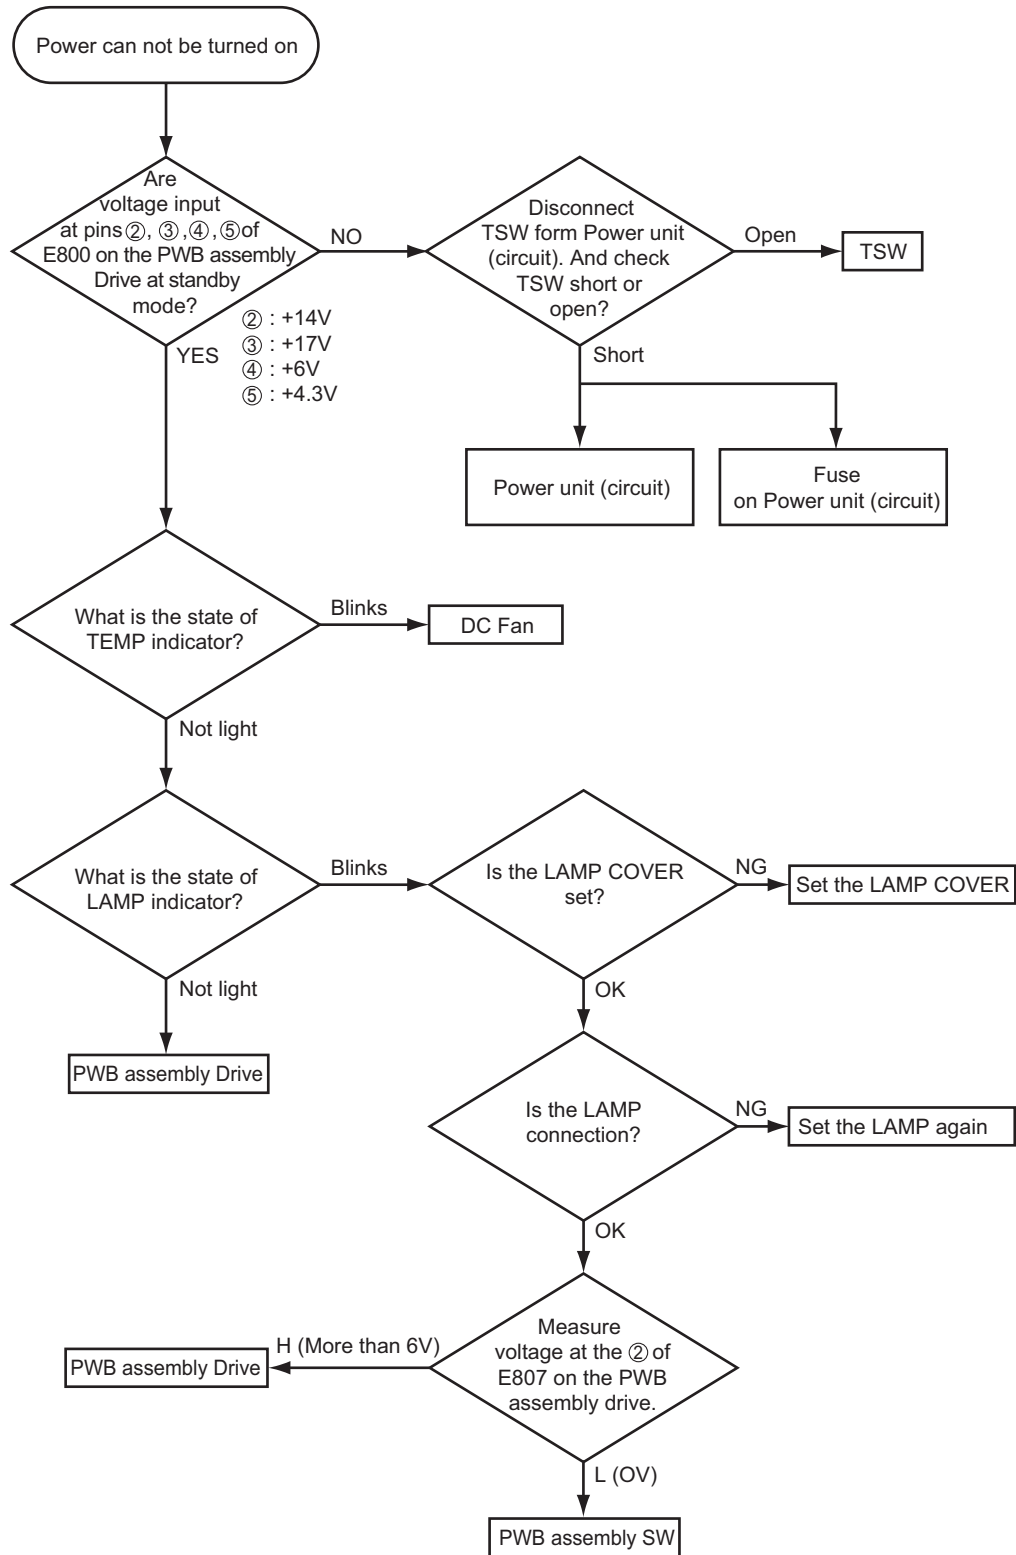 Power can not be turned on
Are
voltage input
at pins ②, ③, ④, ⑤ of
E800 on the PWB assembly
Drive at standby
mode?
NO
Disconnect
TSW form Power unit
(circuit). And check
TSW short or
open?
Open
TSW
② : +14V
③ : +17V
④ : +6V
⑤ : +4.3V
YES
Short
Power unit (circuit)
Fuse
on Power unit (circuit)
What is the state of
TEMP indicator?
Blinks
DC Fan
Not light
What is the state of
LAMP indicator?
Blinks
Is the LAMP COVER
set?
NG
Set the LAMP COVER
Not light
OK
PWB assembly Drive
Is the LAMP
connection?
NG
Set the LAMP again
OK
Measure
voltage at the ② of
E807 on the PWB
assembly drive.
H (More than 6V)
PWB assembly Drive
L (OV)
PWB assembly SW